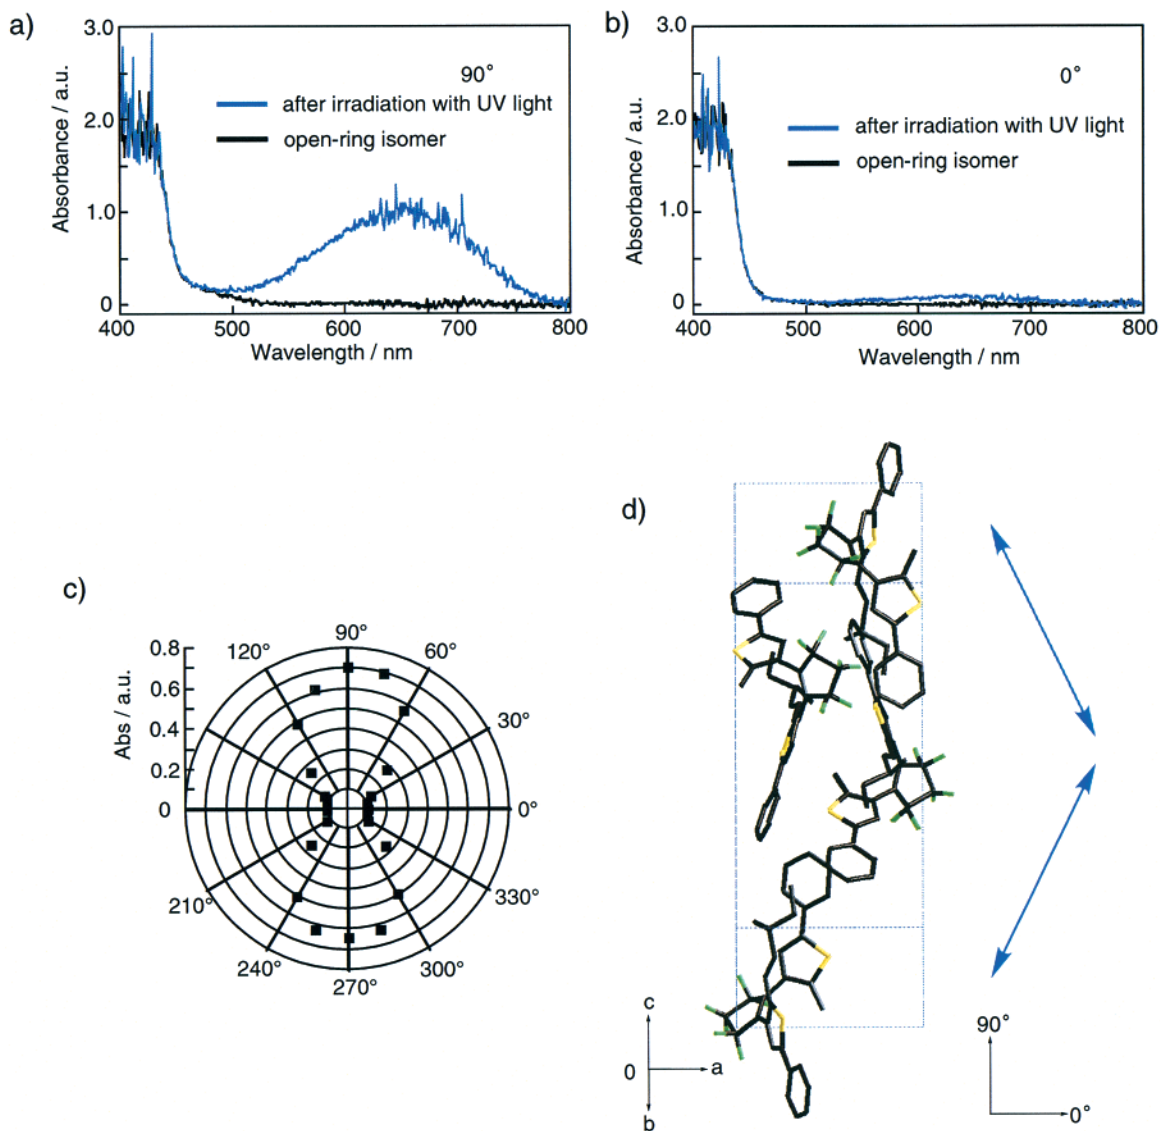 a)
3.0
2.0
1.0
0
Absorbance / a.u.
90°
after irradiation with UV light
open-ring isomer
400 500 600 700 800
Wavelength / nm
b)
3.0
2.0
1.0
0
Absorbance / a.u.
0°
after irradiation with UV light
open-ring isomer
400 500 600 700 800
Wavelength / nm
c)
0.8
0.6
0.4
0.2
0
Abs / a.u.
90°
120° 60°
30°
0°
210° 330°
240° 300°
270°
d)
c
0 a
b
90°
0°